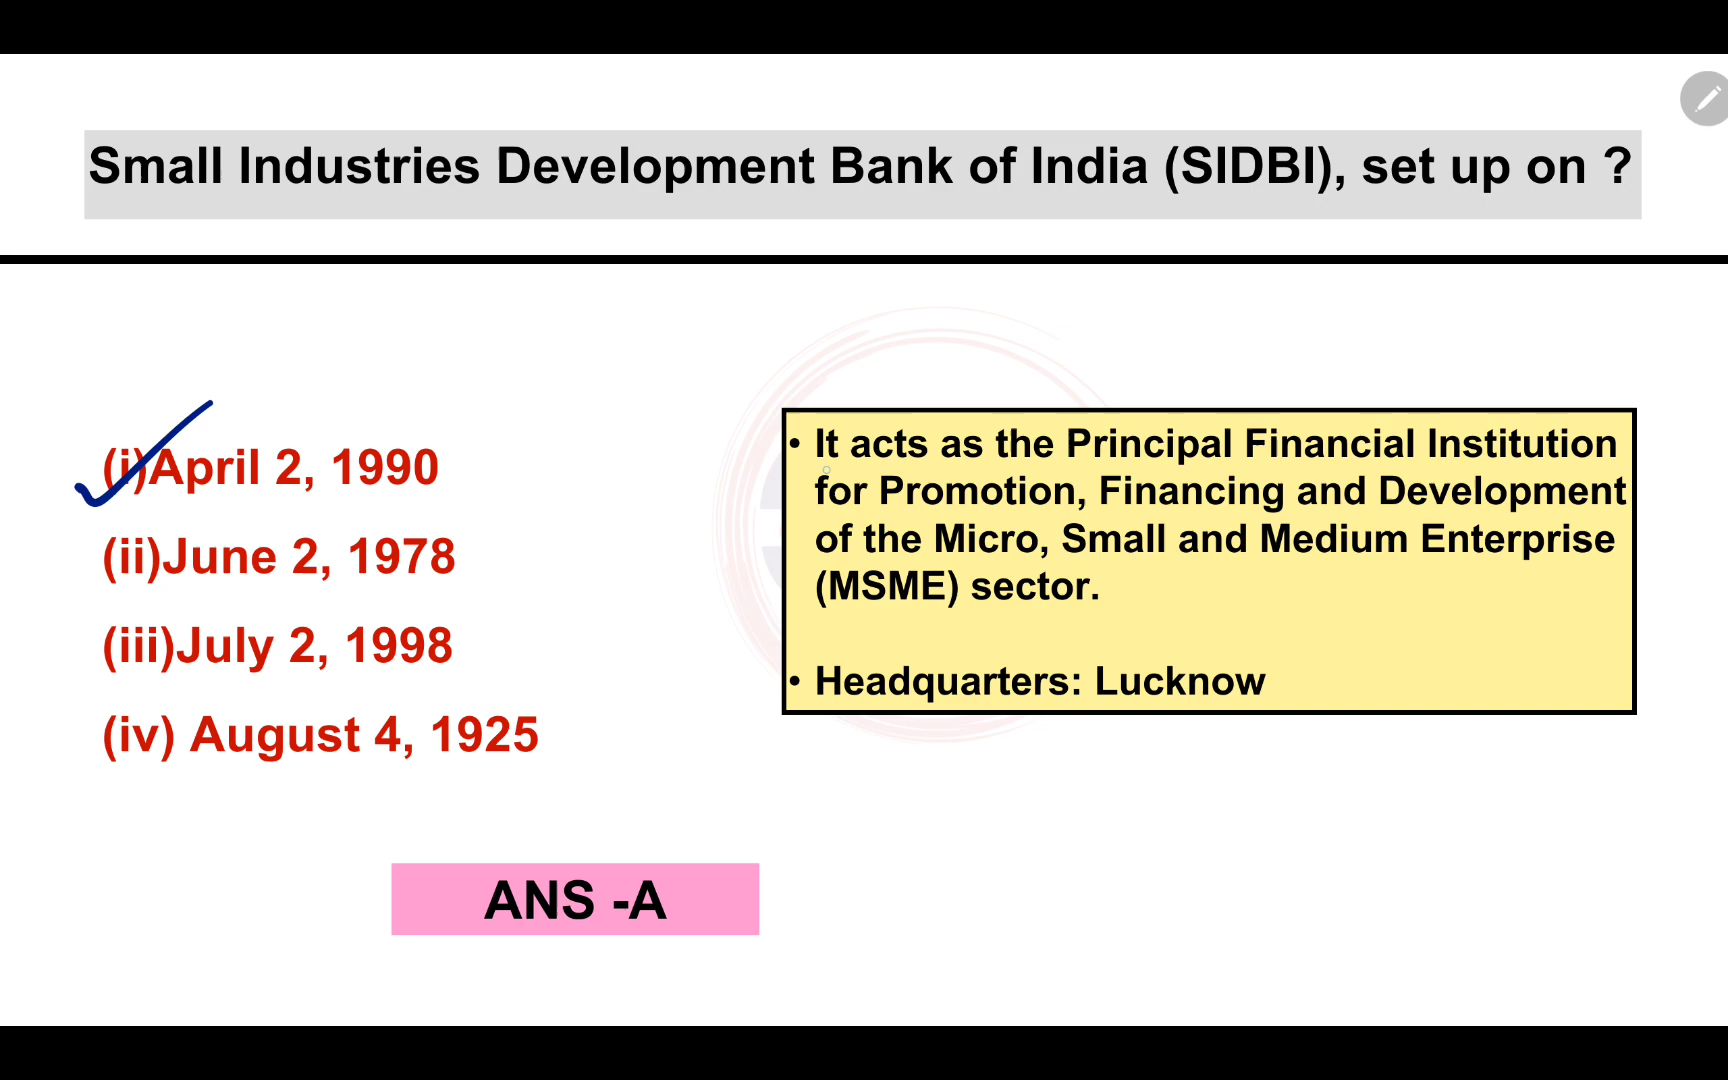 Small Industries Development Bank of India (SIDBI), set up on ?
(i)April 2, 1990
(ii)June 2, 1978
(iii)July 2, 1998
(iv) August 4, 1925
• It acts as the Principal Financial Institution
for Promotion, Financing and Development
of the Micro, Small and Medium Enterprise
(MSME) sector.
• Headquarters: Lucknow
ANS -A